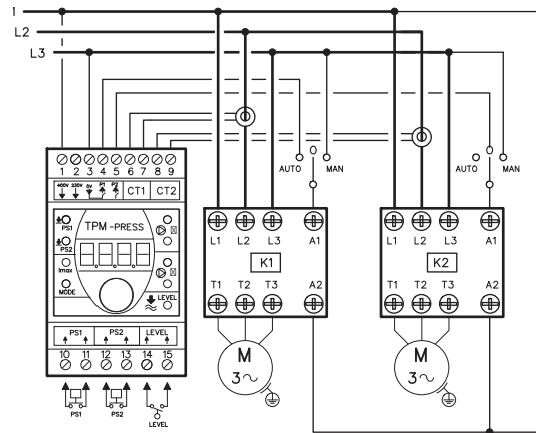 1
L2
L3
AUTO MAN
AUTO MAN
1 2 3 4 5 6 7 8 9
400V 230V 0V P1 P2 CT1 CT2
PS1
TPM-PRESS
PS2
Imax
MODE
LEVEL
PS1 PS2 LEVEL
10 11 12 13 14 15
PS1 PS2 LEVEL
L1 L2 L3 A1
K1
T1 T2 T3 A2
M
3~
L1 L2 L3 A1
K2
T1 T2 T3 A2
M
3~